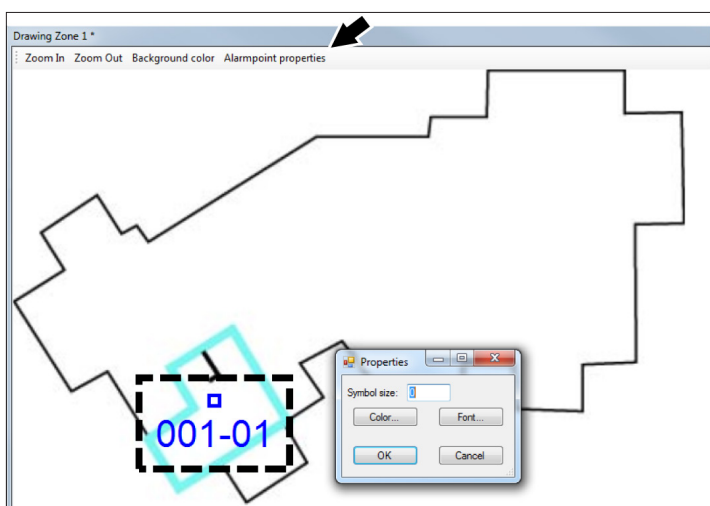 Drawing Zone 1 *
Zoom In Zoom Out Background color Alarmpoint properties
Properties
Symbol size: 0
Color... Font...
001-01
OK Cancel